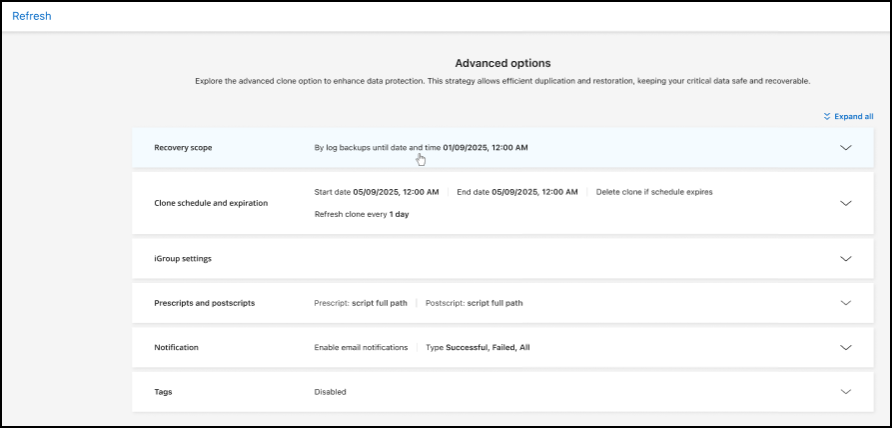 Refresh
Advanced options
Explore the advanced clone option to enhance data protection. This strategy allows efficient duplication and restoration, keeping your critical data safe and recoverable.
Expand all
Recovery scope
By log backups until date and time 01/09/2025, 12:00 AM
Clone schedule and expiration
Start date 05/09/2025, 12:00 AM
End date 05/09/2025, 12:00 AM
Delete clone if schedule expires
Refresh clone every 1 day
iGroup settings
Prescripts and postscripts
Prescript: script full path
Postscript: script full path
Notification
Enable email notifications
Type Successful, Failed, All
Tags
Disabled